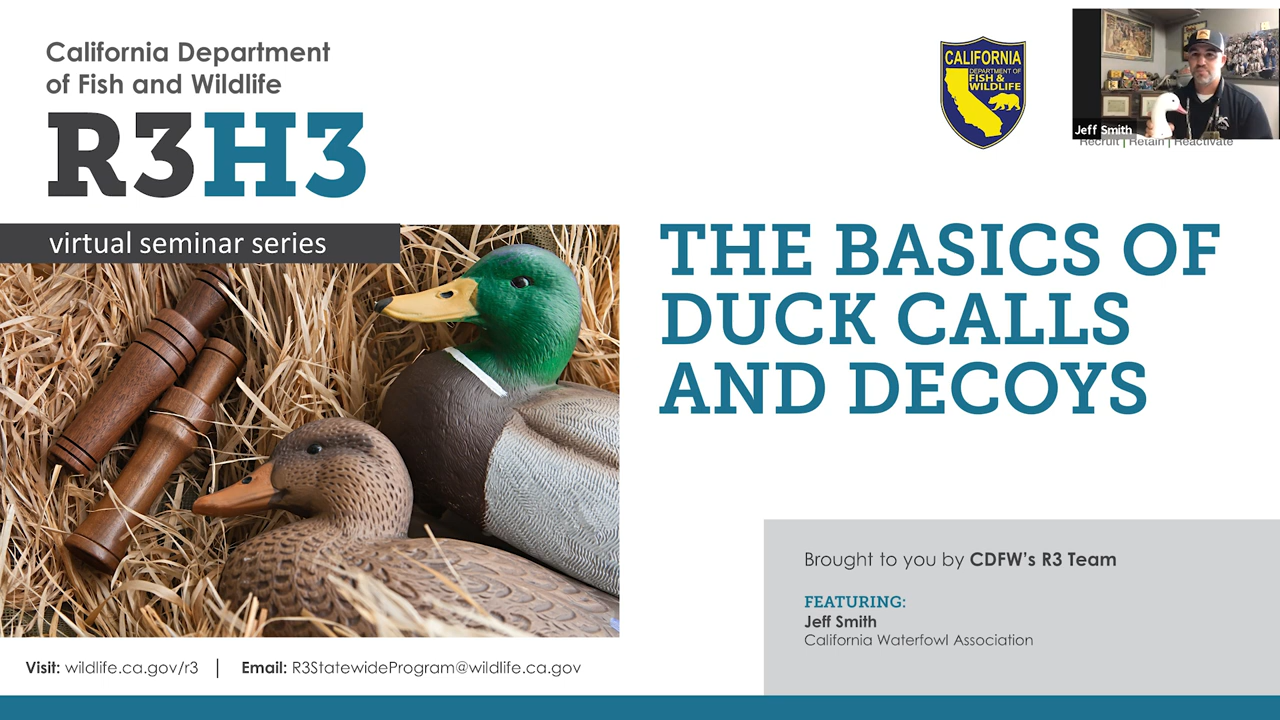 California Department
of Fish and Wildlife
R3H3
virtual seminar series
CALIFORNIA
DEPARTMENT OF
FISH &
WILDLIFE
Jeff Smith
Recruit | Retain | Reactivate
THE BASICS OF
DUCK CALLS
AND DECOYS
Brought to you by CDFW's R3 Team
FEATURING:
Jeff Smith
California Waterfowl Association
Visit: wildlife.ca.gov/r3 | Email: R3StatewideProgram@wildlife.ca.gov